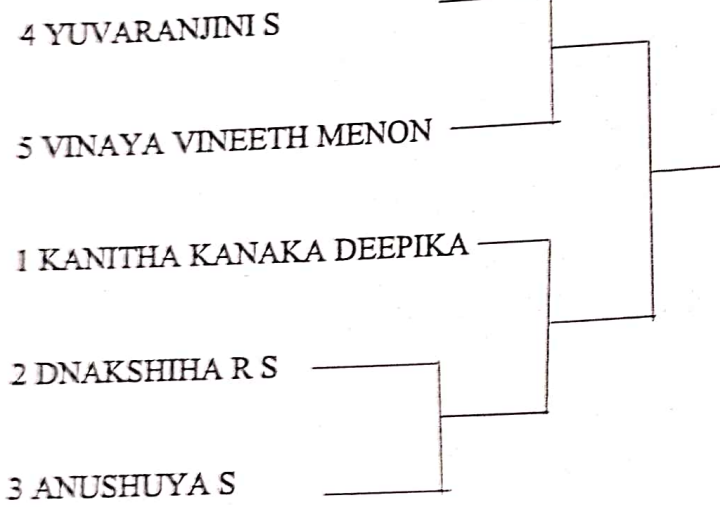 4 YUVARANJINI S
5 VINAYA VINEETH MENON
1 KANITHA KANAKA DEEPIKA
2 DNAKSHIHA R S
3 ANUSHUYA S